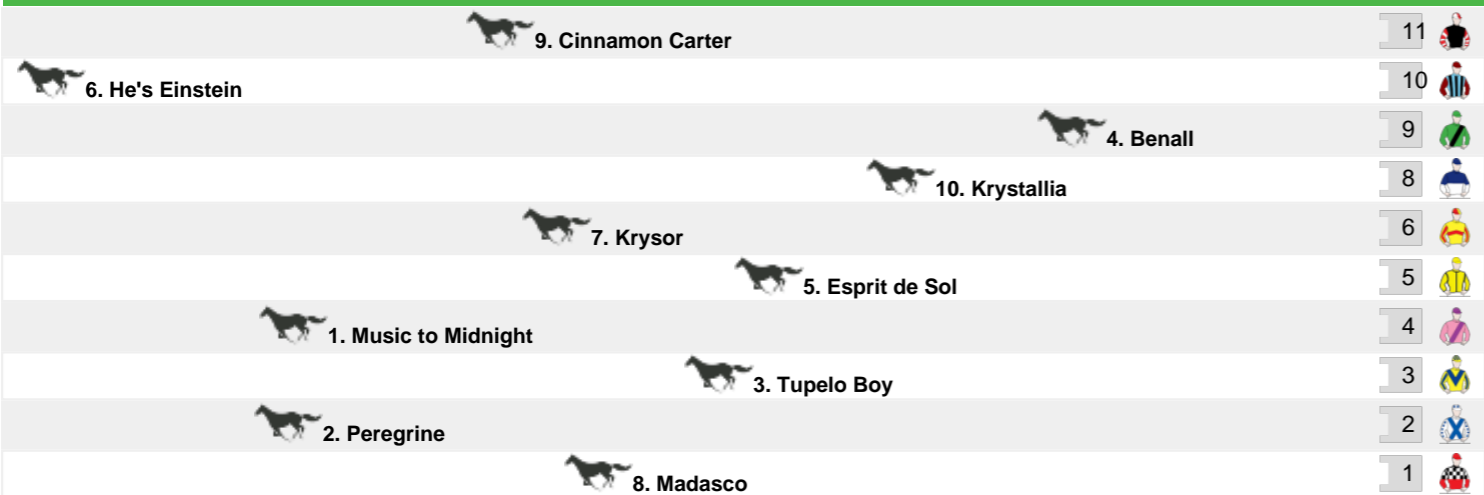 9. Cinnamon Carter 11
6. He's Einstein 10
4. Benall 9
10. Krystallia 8
7. Krysor 6
5. Esprit de Sol 5
1. Music to Midnight 4
3. Tupelo Boy 3
2. Peregrine 2
8. Madasco 1